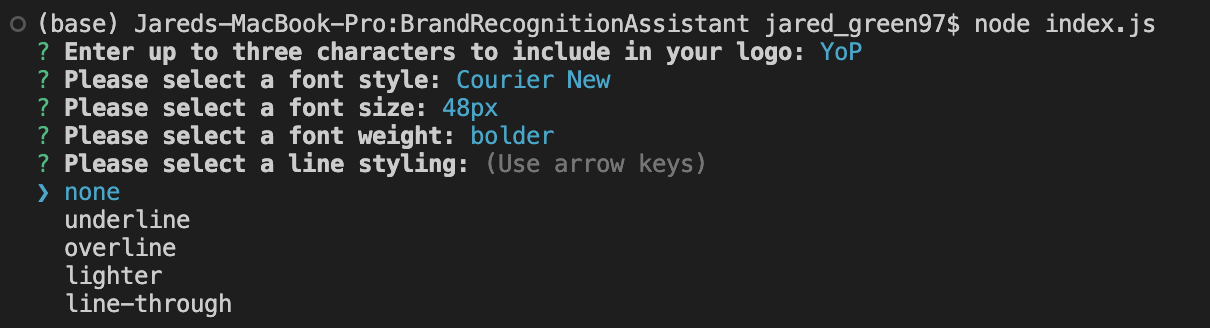 (base) Jareds-MacBook-Pro:BrandRecognitionAssistant jared_green97$ node index.js
? Enter up to three characters to include in your logo: YoP
? Please select a font style: Courier New
? Please select a font size: 48px
? Please select a font weight: bolder
? Please select a line styling: (Use arrow keys)
❯ none
underline
overline
lighter
line-through